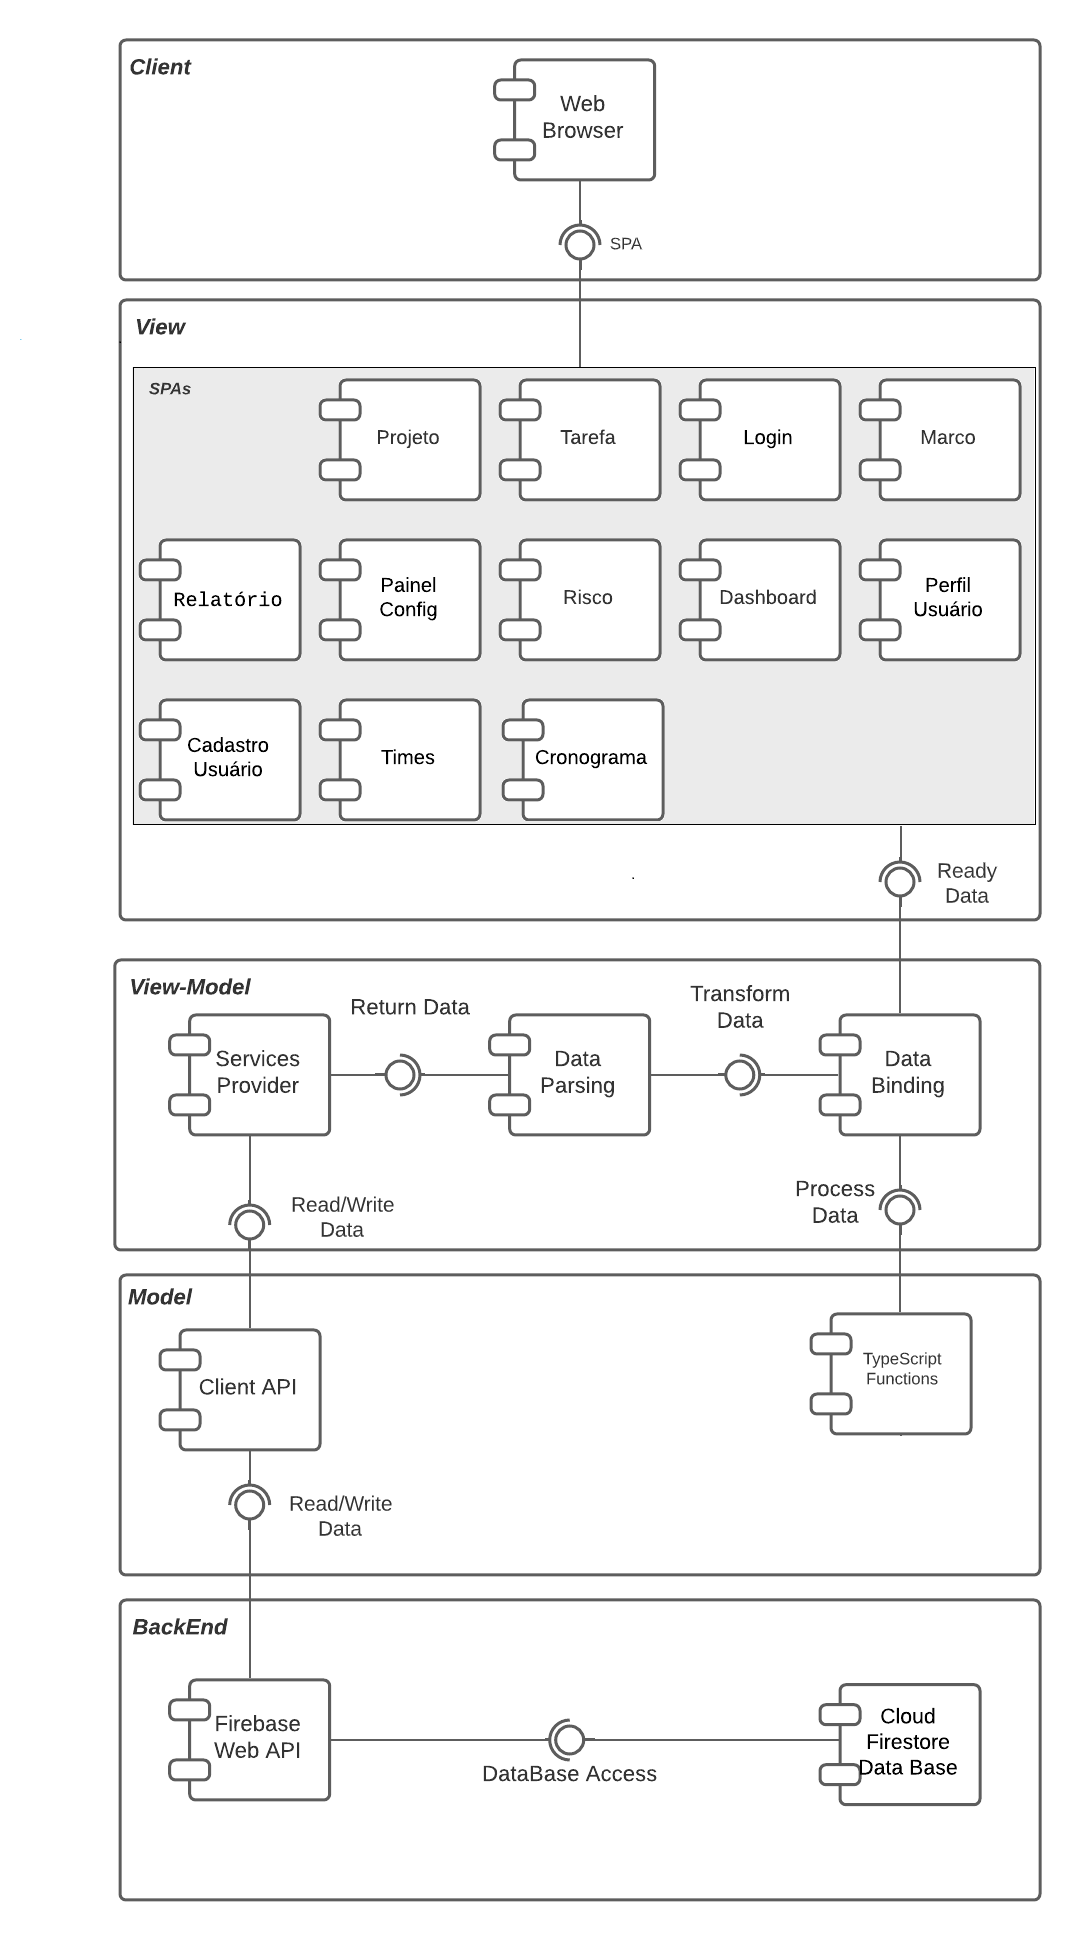 Client
Web
Browser
SPA
View
SPAs
Projeto
Tarefa
Login
Marco
Relatório
Painel
Config
Risco
Dashboard
Perfil
Usuário
Cadastro
Usuário
Times
Cronograma
Ready
Data
View-Model
Return Data
Transform
Data
Services
Provider
Data
Parsing
Data
Binding
Read/Write
Data
Process
Data
Model
Client API
TypeScript
Functions
Read/Write
Data
BackEnd
Firebase
Web API
DataBase Access
Cloud
Firestore
Data Base